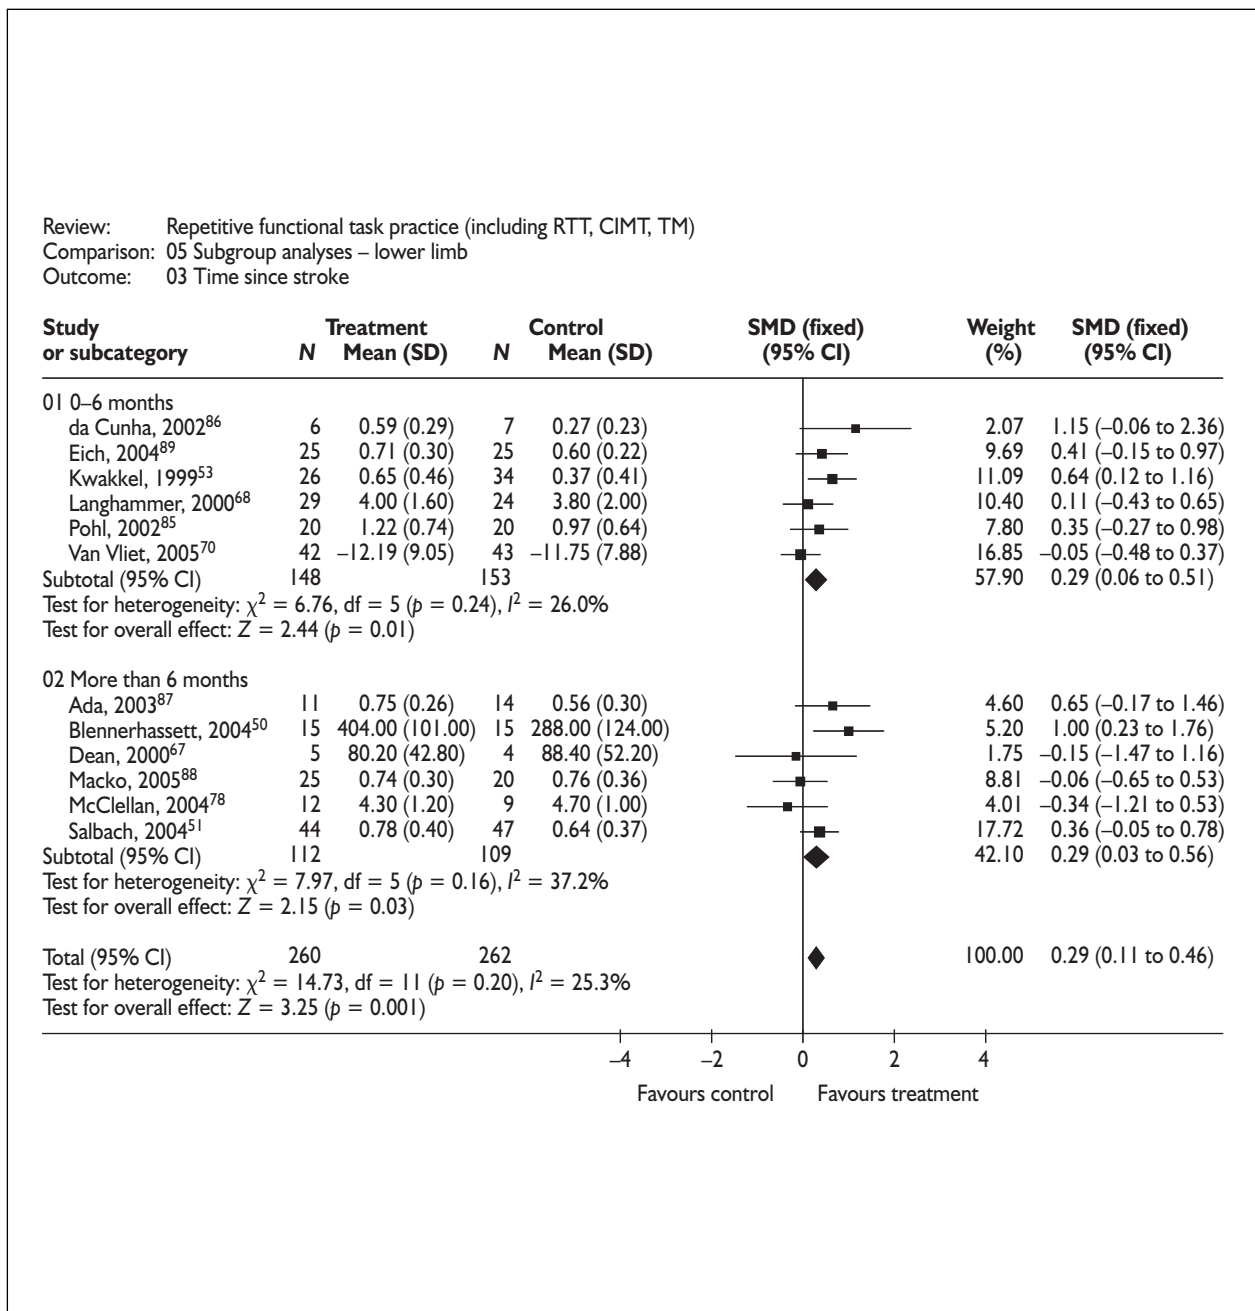 Review: Repetitive functional task practice (including RTT, CIMT, TM)
Comparison: 05 Subgroup analyses – lower limb
Outcome: 03 Time since stroke
Study Treatment Control SMD (fixed) Weight SMD (fixed)
or subcategory N Mean (SD) N Mean (SD) (95% CI) (%) (95% CI)
01 0–6 months
da Cunha, 2002⁸⁶ 6 0.59 (0.29) 7 0.27 (0.23) 2.07 1.15 (–0.06 to 2.36)
Eich, 2004⁸⁹ 25 0.71 (0.30) 25 0.60 (0.22) 9.69 0.41 (–0.15 to 0.97)
Kwakkel, 1999⁵³ 26 0.65 (0.46) 34 0.37 (0.41) 11.09 0.64 (0.12 to 1.16)
Langhammer, 2000⁶⁸ 29 4.00 (1.60) 24 3.80 (2.00) 10.40 0.11 (–0.43 to 0.65)
Pohl, 2002⁸⁵ 20 1.22 (0.74) 20 0.97 (0.64) 7.80 0.35 (–0.27 to 0.98)
Van Vliet, 2005⁷⁰ 42 –12.19 (9.05) 43 –11.75 (7.88) 16.85 –0.05 (–0.48 to 0.37)
Subtotal (95% CI) 148 153 57.90 0.29 (0.06 to 0.51)
Test for heterogeneity: χ² = 6.76, df = 5 (p = 0.24), I² = 26.0%
Test for overall effect: Z = 2.44 (p = 0.01)
02 More than 6 months
Ada, 2003⁸⁷ 11 0.75 (0.26) 14 0.56 (0.30) 4.60 0.65 (–0.17 to 1.46)
Blennerhassett, 2004⁵⁰ 15 404.00 (101.00) 15 288.00 (124.00) 5.20 1.00 (0.23 to 1.76)
Dean, 2000⁶⁷ 5 80.20 (42.80) 4 88.40 (52.20) 1.75 –0.15 (–1.47 to 1.16)
Macko, 2005⁸⁸ 25 0.74 (0.30) 20 0.76 (0.36) 8.81 –0.06 (–0.65 to 0.53)
McClellan, 2004⁷⁸ 12 4.30 (1.20) 9 4.70 (1.00) 4.01 –0.34 (–1.21 to 0.53)
Salbach, 2004⁵¹ 44 0.78 (0.40) 47 0.64 (0.37) 17.72 0.36 (–0.05 to 0.78)
Subtotal (95% CI) 112 109 42.10 0.29 (0.03 to 0.56)
Test for heterogeneity: χ² = 7.97, df = 5 (p = 0.16), I² = 37.2%
Test for overall effect: Z = 2.15 (p = 0.03)
Total (95% CI) 260 262 100.00 0.29 (0.11 to 0.46)
Test for heterogeneity: χ² = 14.73, df = 11 (p = 0.20), I² = 25.3%
Test for overall effect: Z = 3.25 (p = 0.001)
–4 –2 0 2 4
Favours control Favours treatment